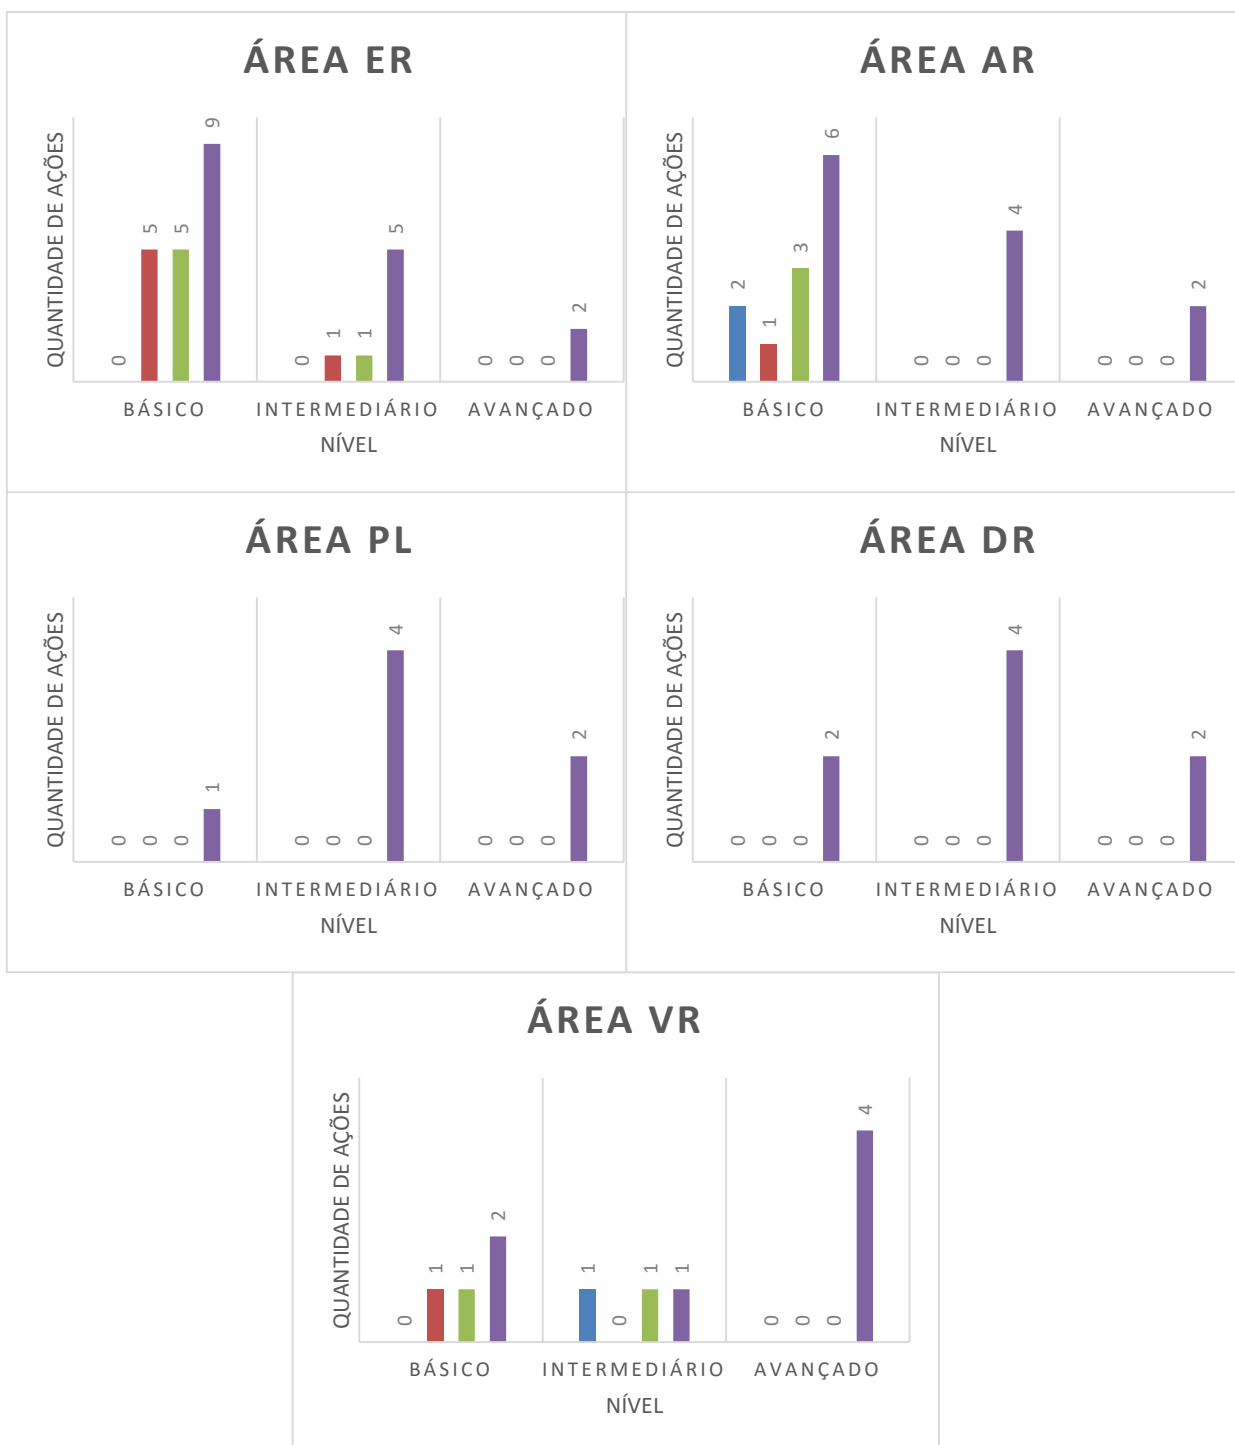 ÁREA ER
QUANTIDADE DE AÇÕES
0 5 5 9
0 1 1 5
0 0 0 2
BÁSICO INTERMEDIÁRIO AVANÇADO
NÍVEL
ÁREA AR
QUANTIDADE DE AÇÕES
2 1 3 6
0 0 0 4
0 0 0 2
BÁSICO INTERMEDIÁRIO AVANÇADO
NÍVEL
ÁREA PL
QUANTIDADE DE AÇÕES
0 0 0 1
0 0 0 4
0 0 0 2
BÁSICO INTERMEDIÁRIO AVANÇADO
NÍVEL
ÁREA DR
QUANTIDADE DE AÇÕES
0 0 0 2
0 0 0 4
0 0 0 2
BÁSICO INTERMEDIÁRIO AVANÇADO
NÍVEL
ÁREA VR
QUANTIDADE DE AÇÕES
0 1 1 2
1 0 1 1
0 0 0 4
BÁSICO INTERMEDIÁRIO AVANÇADO
NÍVEL